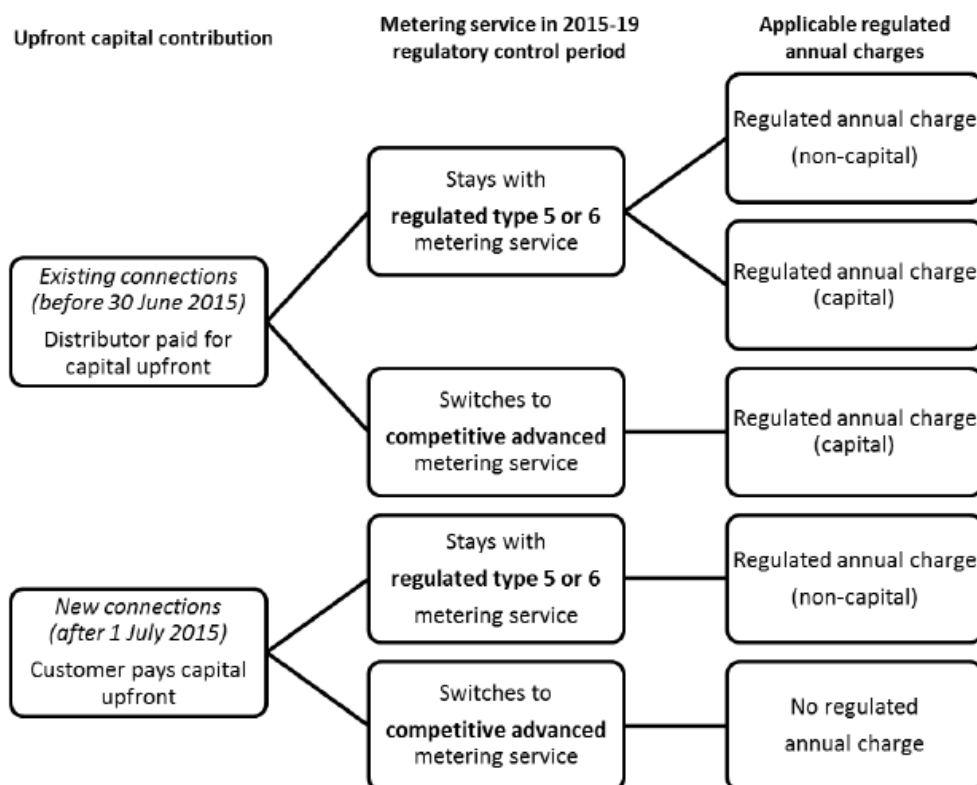 Upfront capital contribution
Metering service in 2015-19
regulatory control period
Applicable regulated
annual charges
Existing connections
(before 30 June 2015)
Distributor paid for
capital upfront
Stays with
regulated type 5 or 6
metering service
Regulated annual charge
(non-capital)
Regulated annual charge
(capital)
Switches to
competitive advanced
metering service
Regulated annual charge
(capital)
New connections
(after 1 July 2015)
Customer pays capital
upfront
Stays with
regulated type 5 or 6
metering service
Regulated annual charge
(non-capital)
Switches to
competitive advanced
metering service
No regulated
annual charge